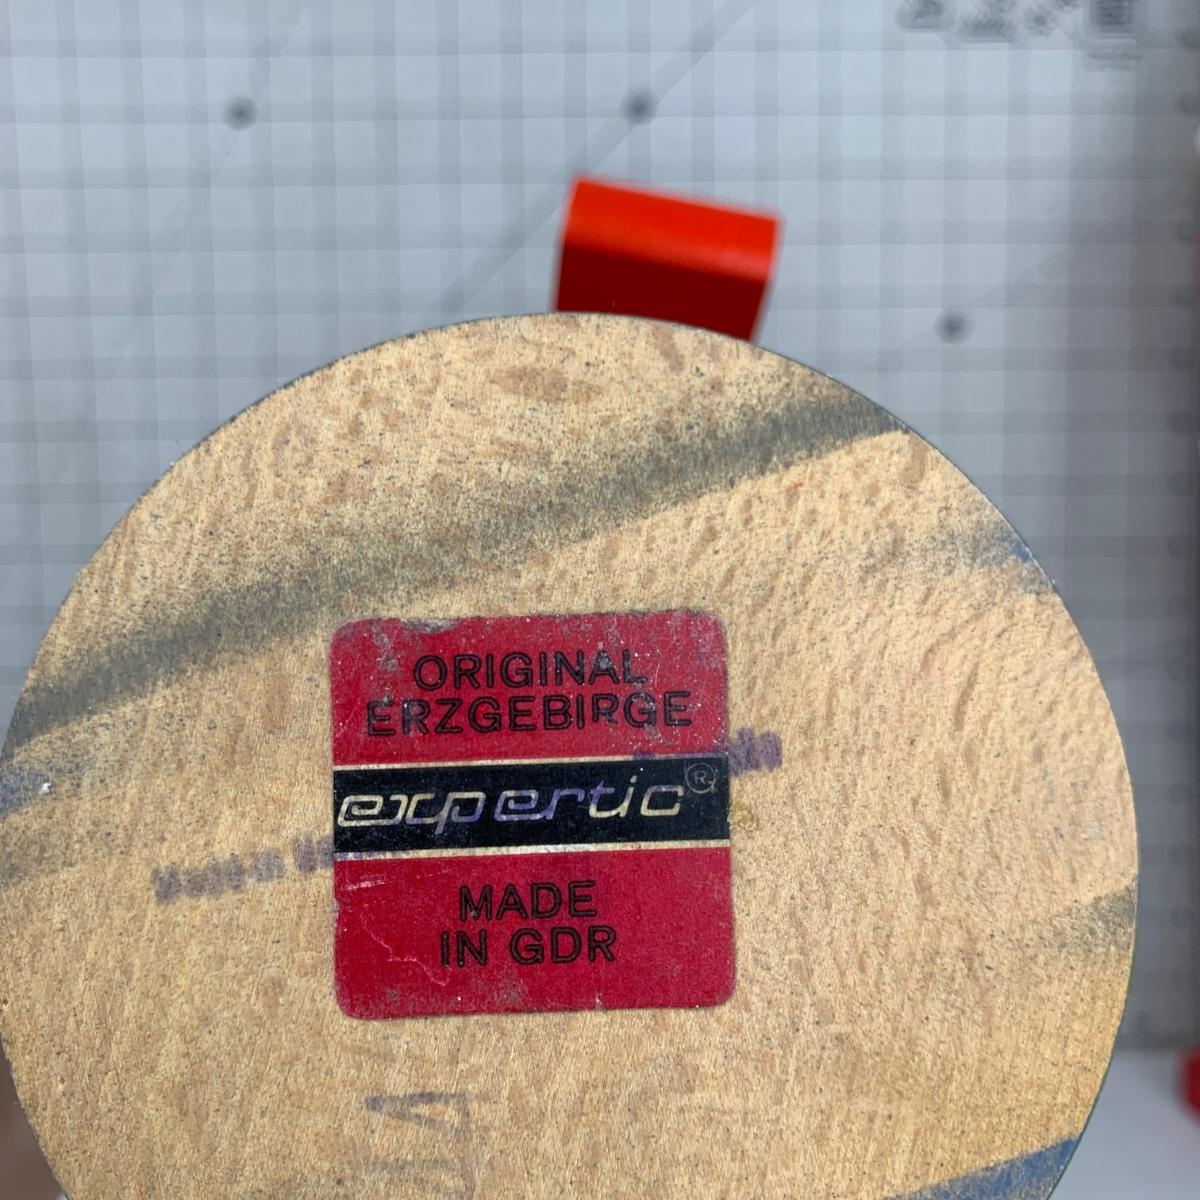 ORIGINAL
ERZGEBIRGE
expertic®
MADE
IN GDR